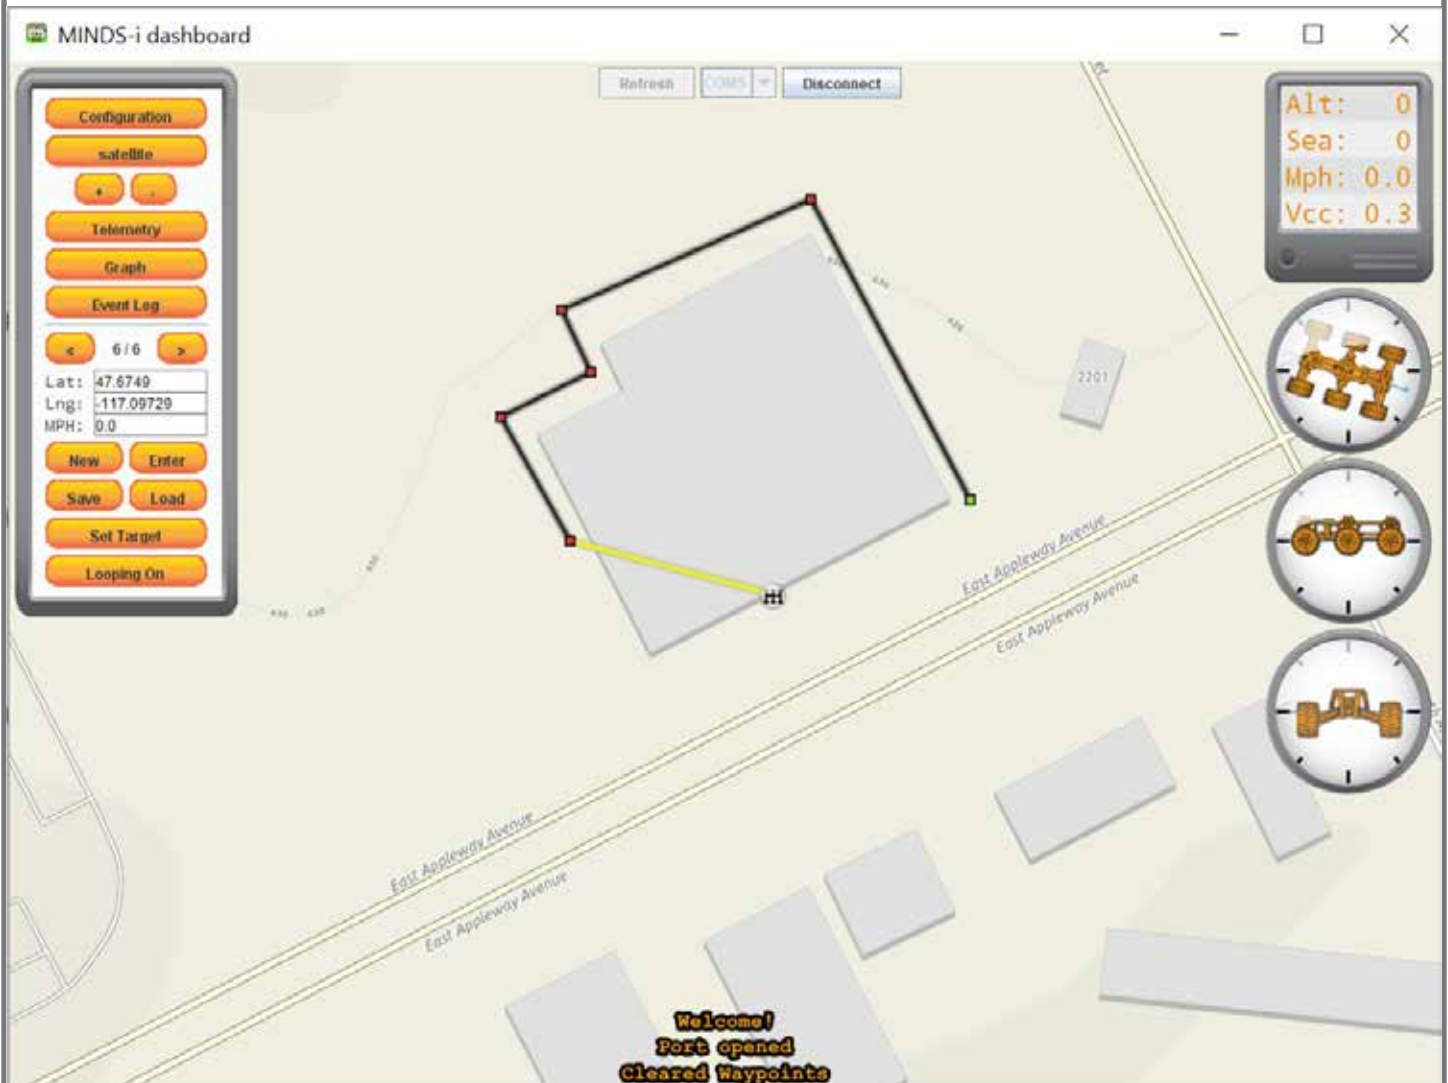 MINDS-i dashboard
Refresh COM5 Disconnect
Configuration
satellite
+ -
Telemetry
Graph
Event Log
< 6/6 >
Lat: 47.6749
Lng: -117.09729
MPH: 0.0
New Enter
Save Load
Set Target
Looping On
Alt: 0
Sea: 0
Mph: 0.0
Vcc: 0.3
2201
East Appleway Avenue
East Appleway Avenue
East Appleway Avenue
East Appleway Avenue
Welcome!
Port opened
Cleared Waypoints